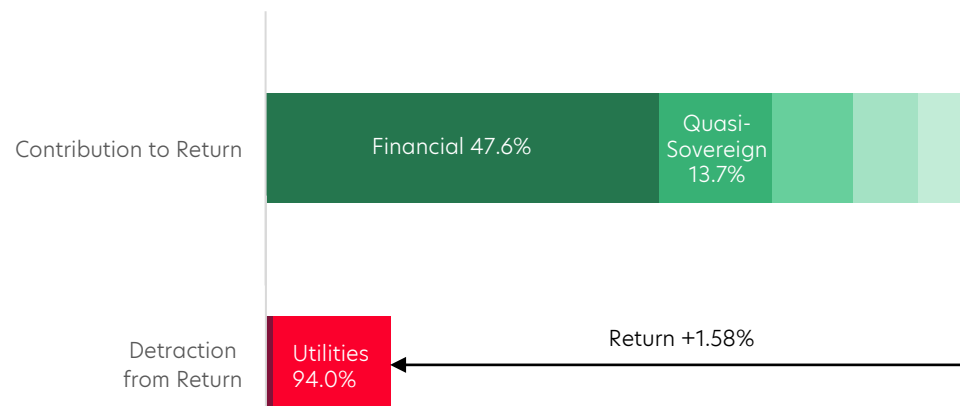 Contribution to Return
Financial 47.6%
Quasi-
Sovereign
13.7%
Detraction
from Return
Utilities
94.0%
Return +1.58%